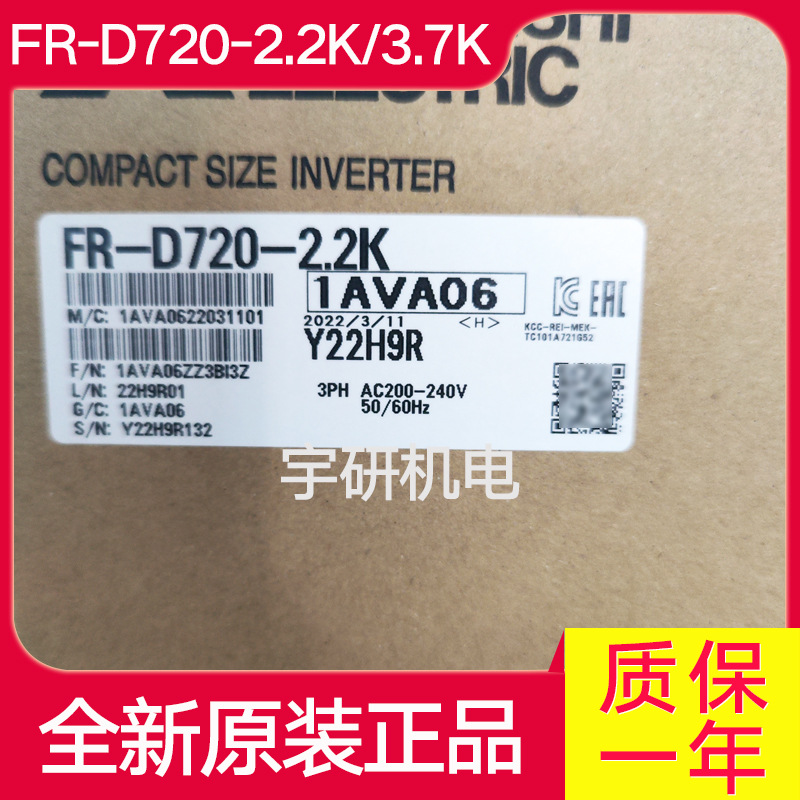 FR-D720-2.2K/3.7K
ELECTRIC
COMPACT SIZE INVERTER
FR-D720-2.2K
1AVA06
M/C: 1AVA0622031101
2022/3/11 <H>
KCC-REI-MEK-
TC101A721G52
Y22H9R
F/N: 1AVA06ZZ3BI3Z
L/N: 22H9R01
3PH AC200-240V
G/C: 1AVA06
50/60Hz
S/N: Y22H9R132
EAC
宇研机电
全新原装正品
质保
一年